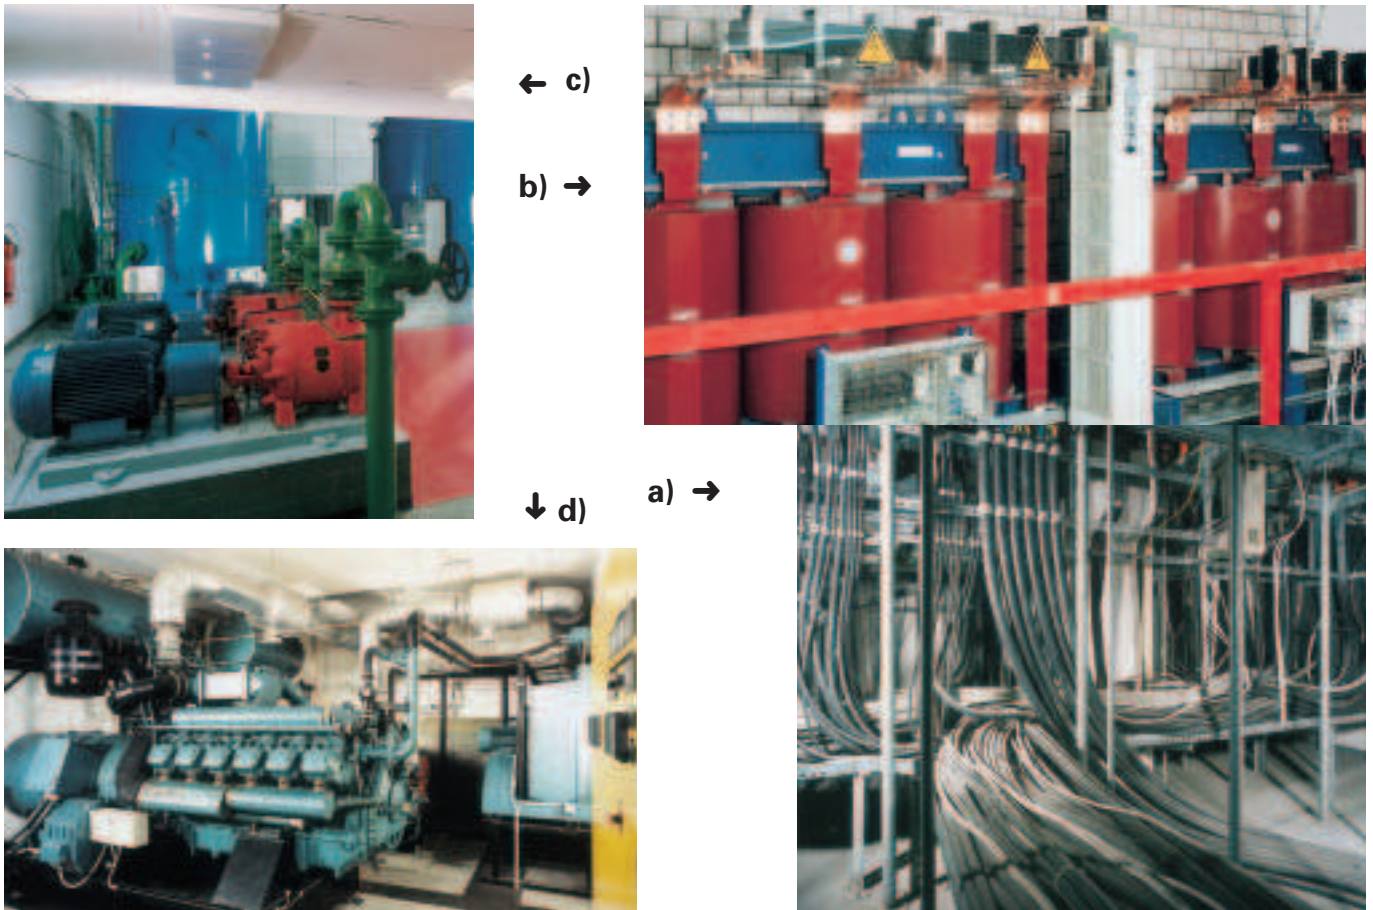 ← c)
b) →
a) →
↓ d)